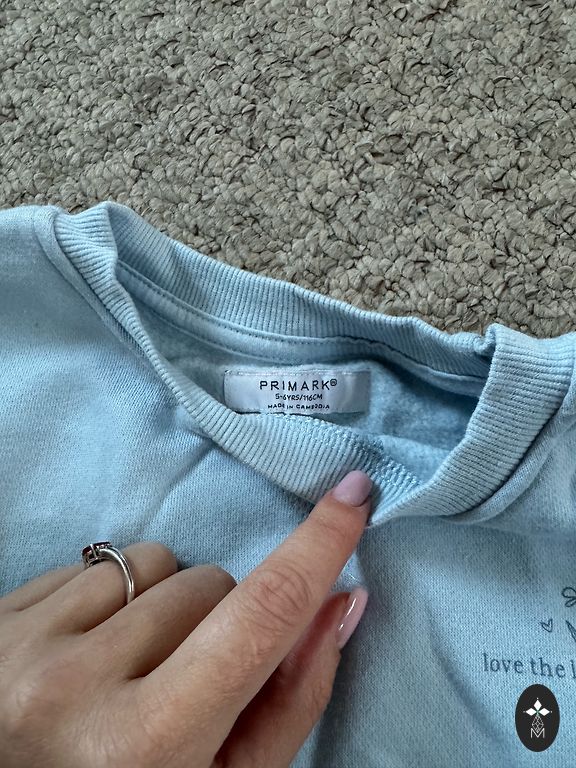 PRIMARK®
5-6YRS/116CM
MADE IN CAMBODIA
love the